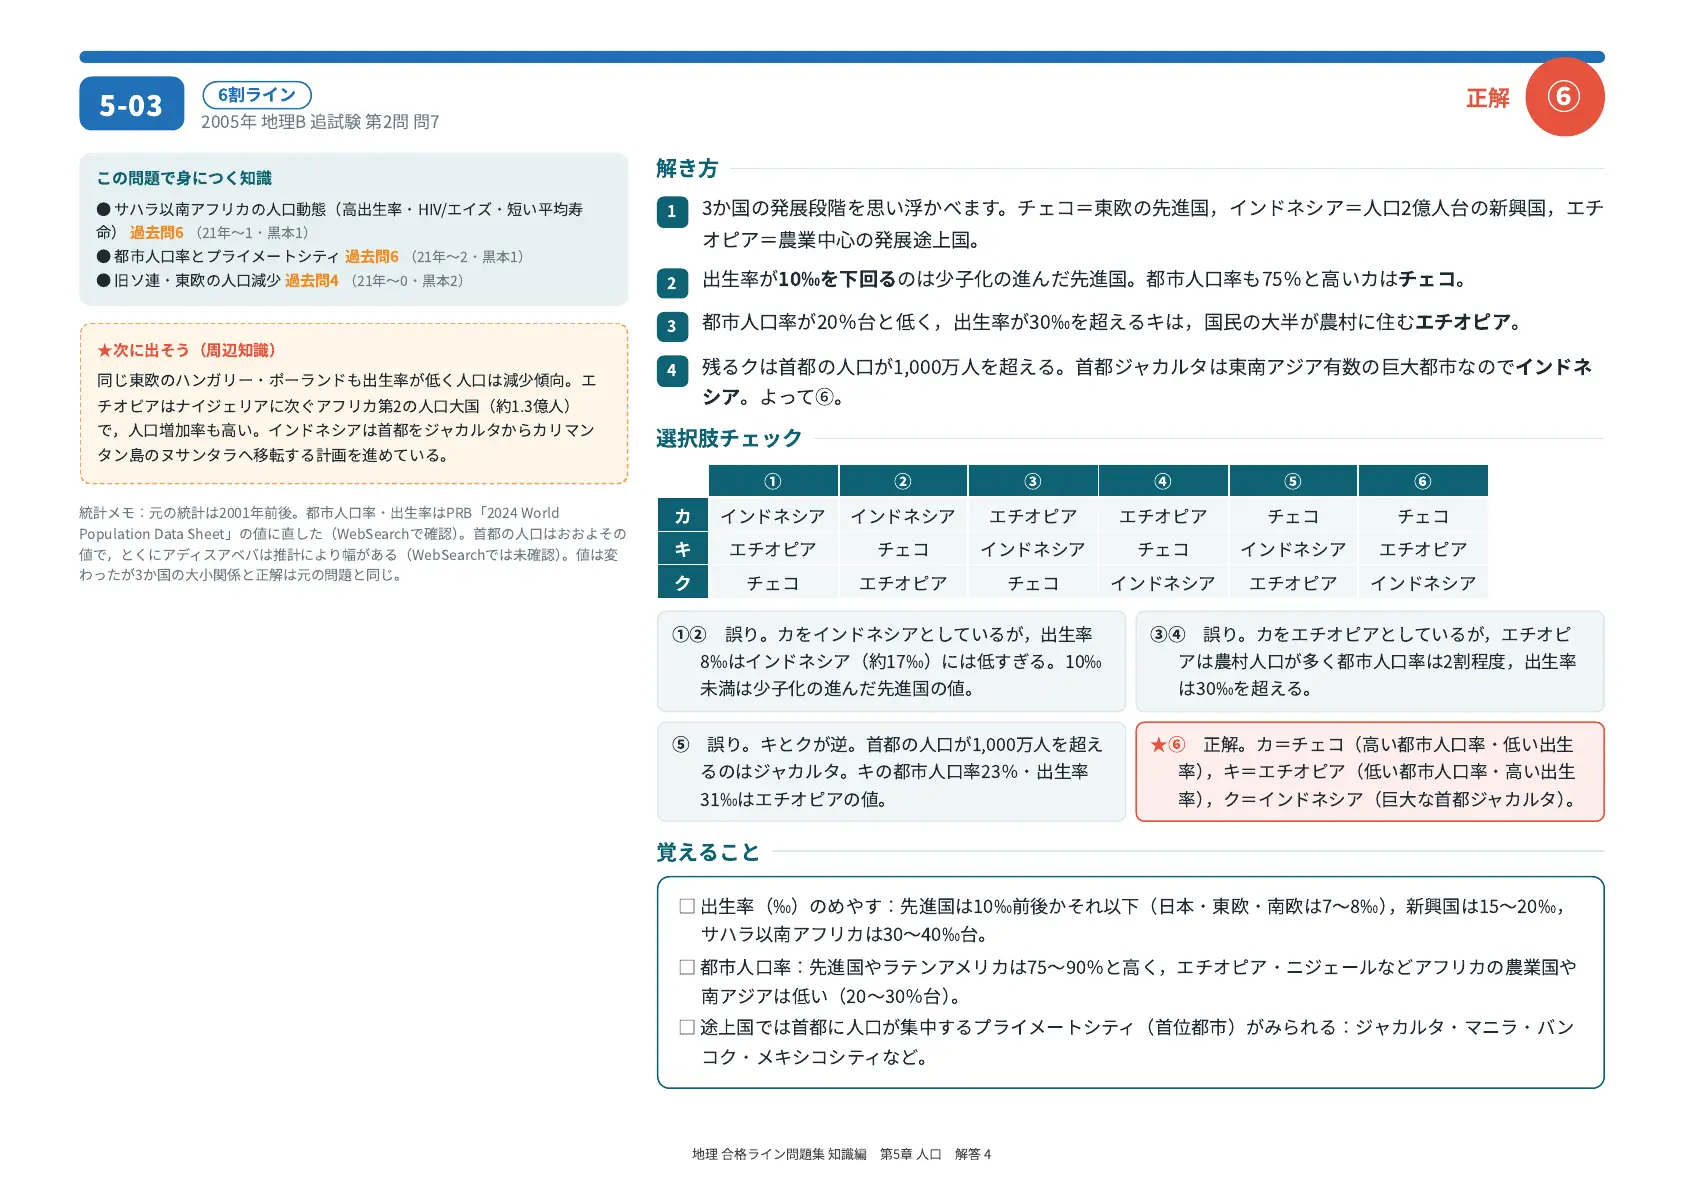 5-03
6割ライン
2005年 地理B 追試験 第2問 問7
正解 ⑥
この問題で身につく知識
● サハラ以南アフリカの人口動態（高出生率・HIV/エイズ・短い平均寿
命） 過去問6 （21年〜1・黒本1）
● 都市人口率とプライメートシティ 過去問6 （21年〜2・黒本1）
● 旧ソ連・東欧の人口減少 過去問4 （21年〜0・黒本2）
★次に出そう（周辺知識）
同じ東欧のハンガリー・ポーランドも出生率が低く人口は減少傾向。エ
チオピアはナイジェリアに次ぐアフリカ第2の人口大国（約1.3億人）
で，人口増加率も高い。インドネシアは首都をジャカルタからカリマン
タン島のヌサンタラへ移転する計画を進めている。
統計メモ：元の統計は2001年前後。都市人口率・出生率はPRB「2024 World
Population Data Sheet」の値に直した（WebSearchで確認）。首都の人口はおおよその
値で，とくにアディスアベバは推計により幅がある（WebSearchでは未確認）。値は変
わったが3か国の大小関係と正解は元の問題と同じ。
解き方
1 3か国の発展段階を思い浮かべます。チェコ＝東欧の先進国，インドネシア＝人口2億人台の新興国，エチ
オピア＝農業中心の発展途上国。
2 出生率が10‰を下回るのは少子化の進んだ先進国。都市人口率も75％と高いカはチェコ。
3 都市人口率が20％台と低く，出生率が30‰を超えるキは，国民の大半が農村に住むエチオピア。
4 残るクは首都の人口が1,000万人を超える。首都ジャカルタは東南アジア有数の巨大都市なのでインドネ
シア。よって⑥。
選択肢チェック
① ② ③ ④ ⑤ ⑥
カ インドネシア インドネシア エチオピア エチオピア チェコ チェコ
キ エチオピア チェコ インドネシア チェコ インドネシア エチオピア
ク チェコ エチオピア チェコ インドネシア エチオピア インドネシア
①② 誤り。カをインドネシアとしているが，出生率
8‰はインドネシア（約17‰）には低すぎる。10‰
未満は少子化の進んだ先進国の値。
③④ 誤り。カをエチオピアとしているが，エチオピ
アは農村人口が多く都市人口率は2割程度，出生率
は30‰を超える。
⑤ 誤り。キとクが逆。首都の人口が1,000万人を超え
るのはジャカルタ。キの都市人口率23％・出生率
31‰はエチオピアの値。
★⑥ 正解。カ＝チェコ（高い都市人口率・低い出生
率），キ＝エチオピア（低い都市人口率・高い出生
率），ク＝インドネシア（巨大な首都ジャカルタ）。
覚えること
□ 出生率（‰）のめやす：先進国は10‰前後かそれ以下（日本・東欧・南欧は7〜8‰），新興国は15〜20‰，
サハラ以南アフリカは30〜40‰台。
□ 都市人口率：先進国やラテンアメリカは75〜90％と高く，エチオピア・ニジェールなどアフリカの農業国や
南アジアは低い（20〜30％台）。
□ 途上国では首都に人口が集中するプライメートシティ（首位都市）がみられる：ジャカルタ・マニラ・バン
コク・メキシコシティなど。
地理 合格ライン問題集 知識編 第5章 人口 解答 4